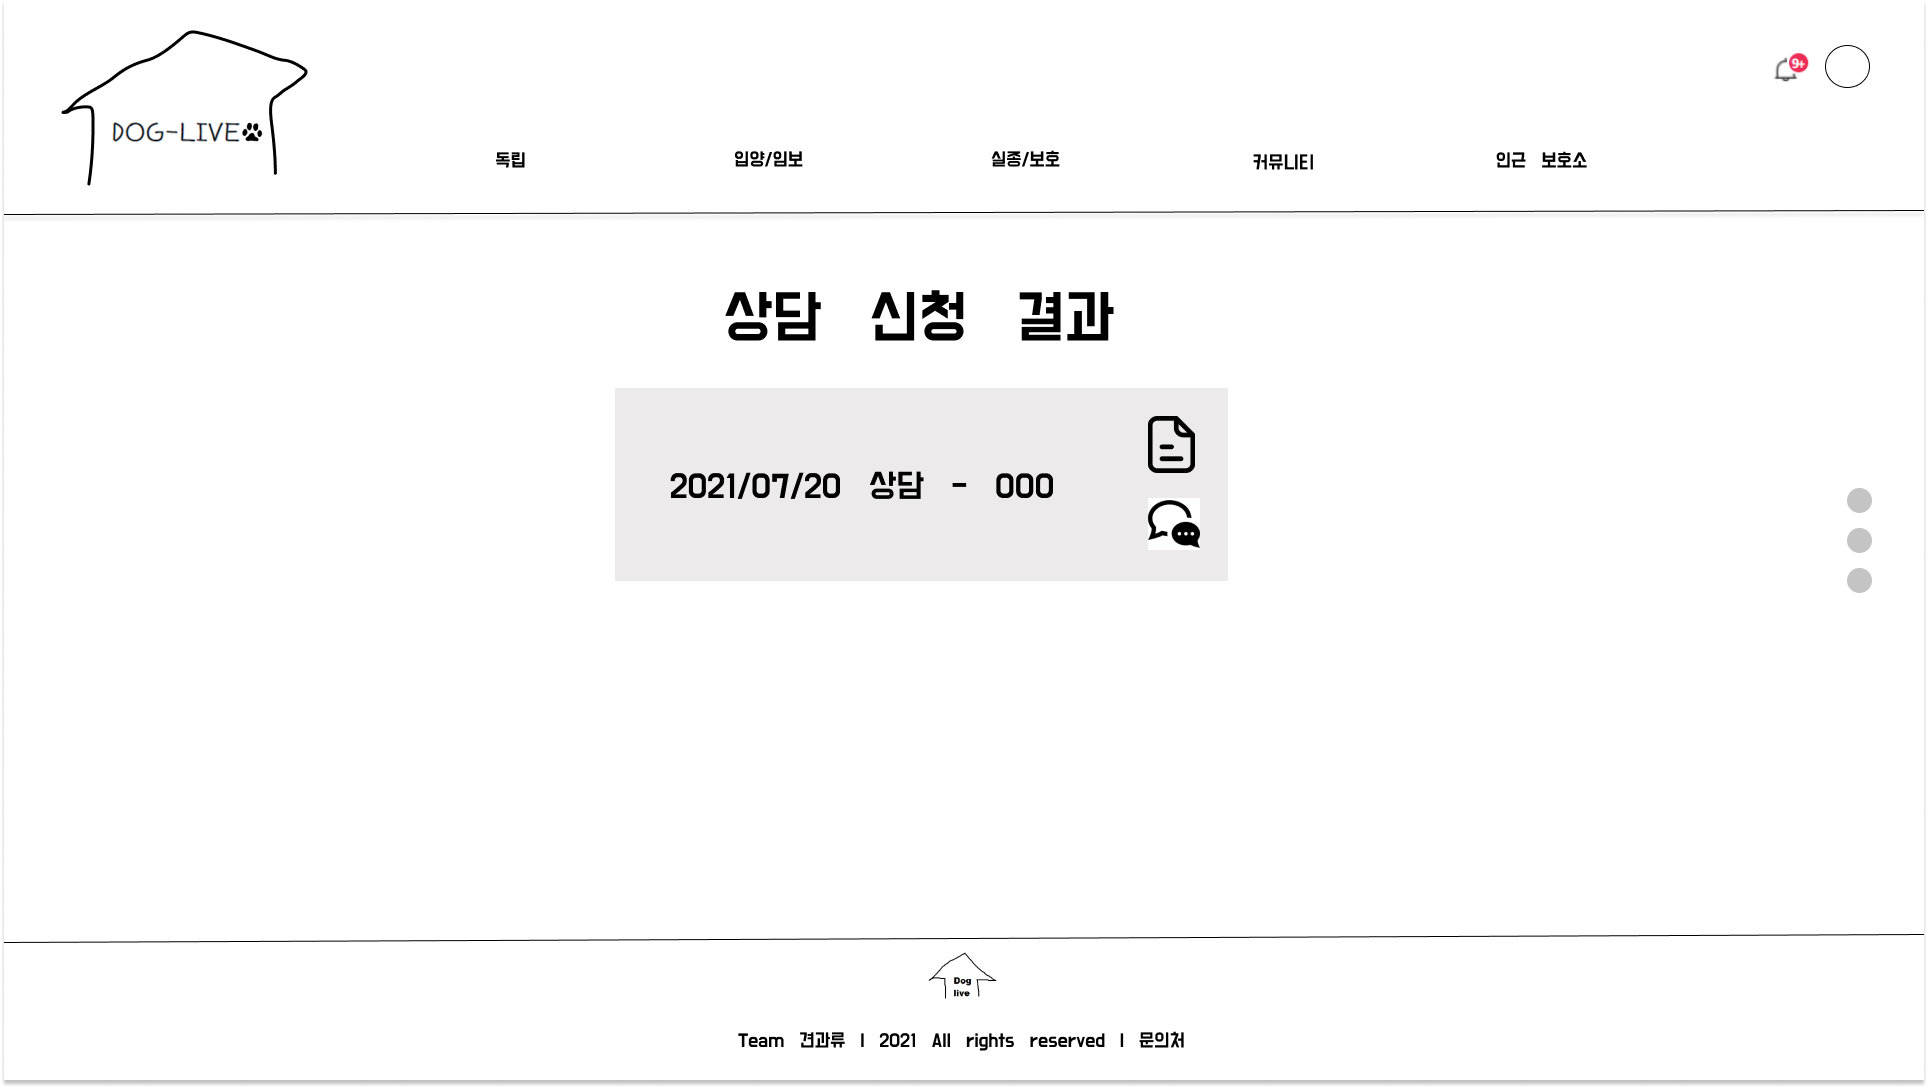 9+
DOG-LIVE
독립 입양/임보 실종/보호 커뮤니티 인근 보호소
상담 신청 결과
2021/07/20 상담 - 000
Dog
live
Team 견과류 | 2021 All rights reserved | 문의처